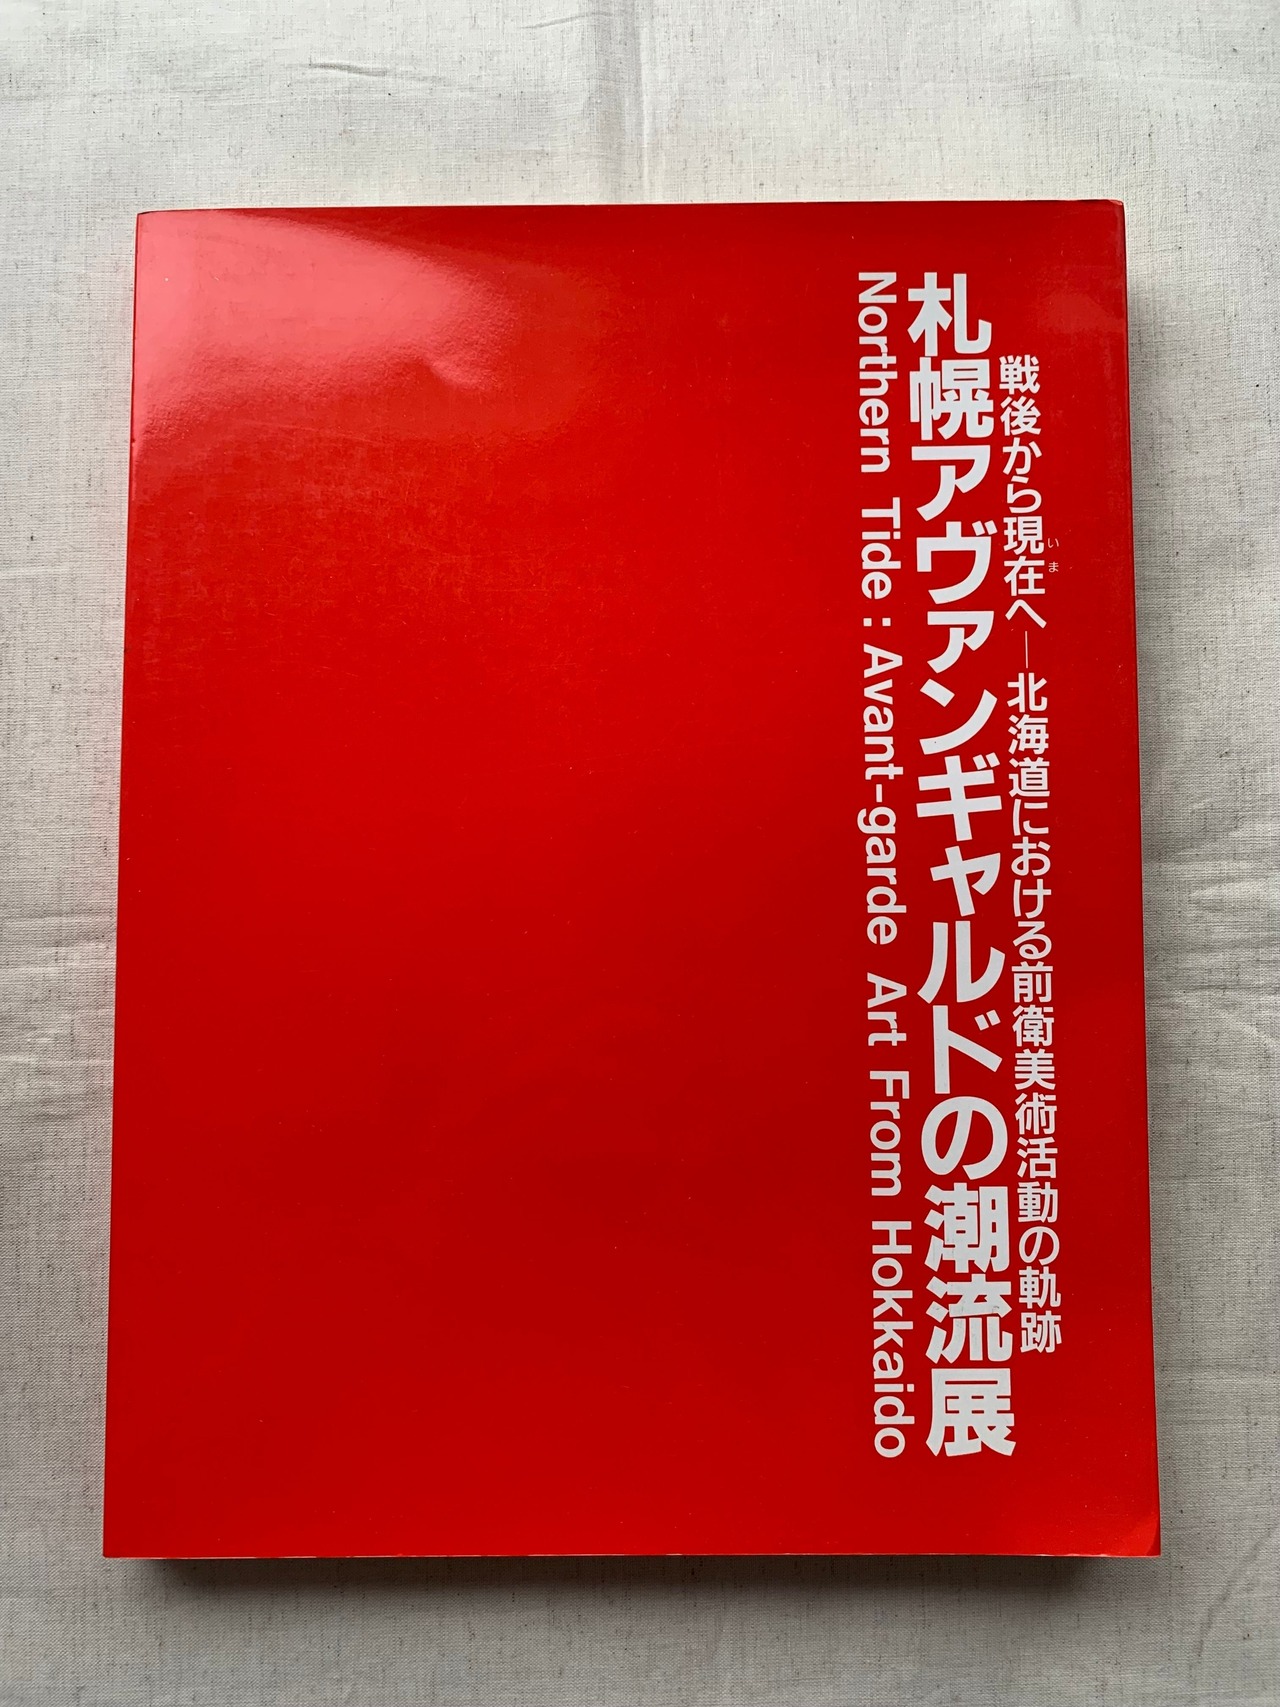 戦後から現在へ―北海道における前衛美術活動の軌跡
いま
札幌アヴァンギャルドの潮流展
Northern Tide : Avant-garde Art From Hokkaido